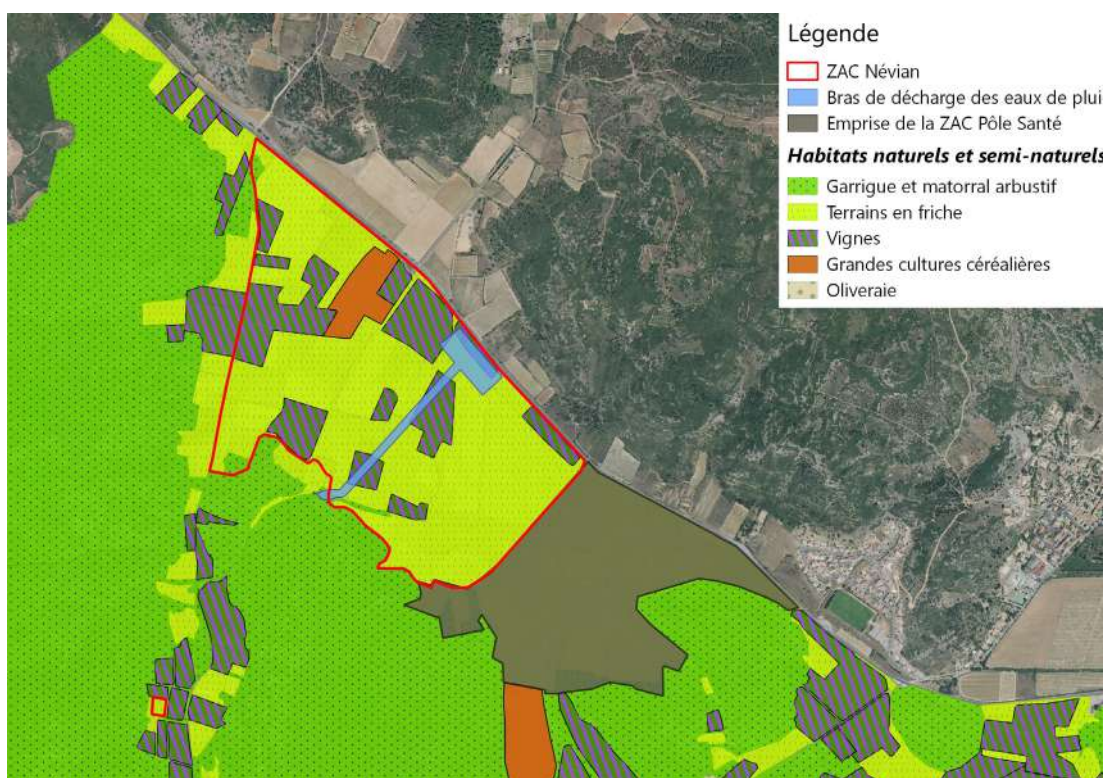 Légende
ZAC Névian
Bras de décharge des eaux de plui
Emprise de la ZAC Pôle Santé
Habitats naturels et semi-naturels
Garrigue et matorral arbustif
Terrains en friche
Vignes
Grandes cultures céréalières
Oliveraie